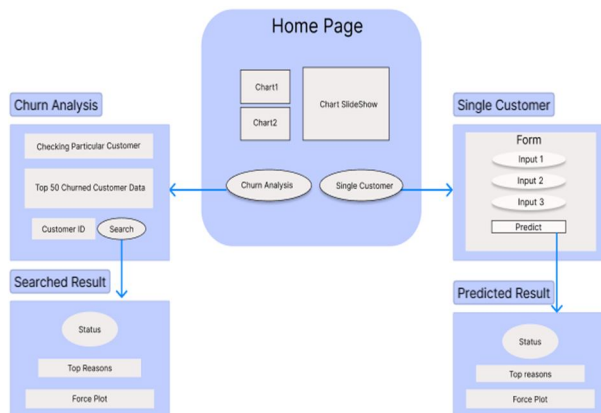 Home Page
Chart1
Chart2
Chart SlideShow
Churn Analysis
Single Customer
Churn Analysis
Checking Particular Customer
Top 50 Churned Customer Data
Customer ID
Search
Searched Result
Status
Top Reasons
Force Plot
Single Customer
Form
Input 1
Input 2
Input 3
Predict
Predicted Result
Status
Top reasons
Force Plot